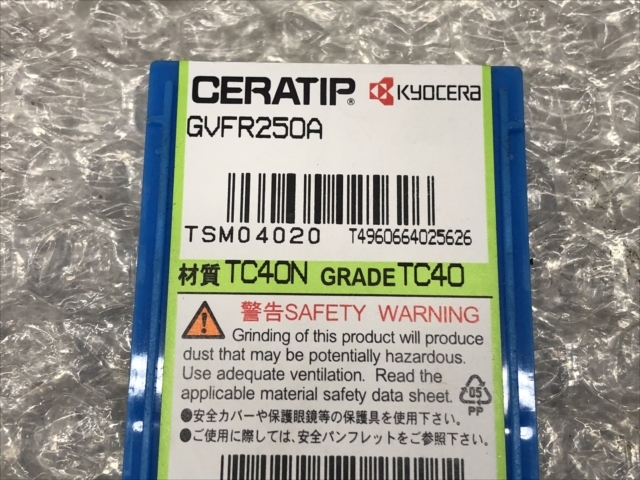 CERATIP® KYOCERA
GVFR250A
TSM04020 T4960664025626
材質 TC40N GRADE TC40
警告SAFETY WARNING
Grinding of this product will produce
dust that may be potentially hazardous.
Use adequate ventilation. Read the
applicable material safety data sheet.
05
PP
●安全カバーや保護眼鏡等の保護具を使用下さい。
●ご使用に際しては、安全パンフレットをご参照下さい。